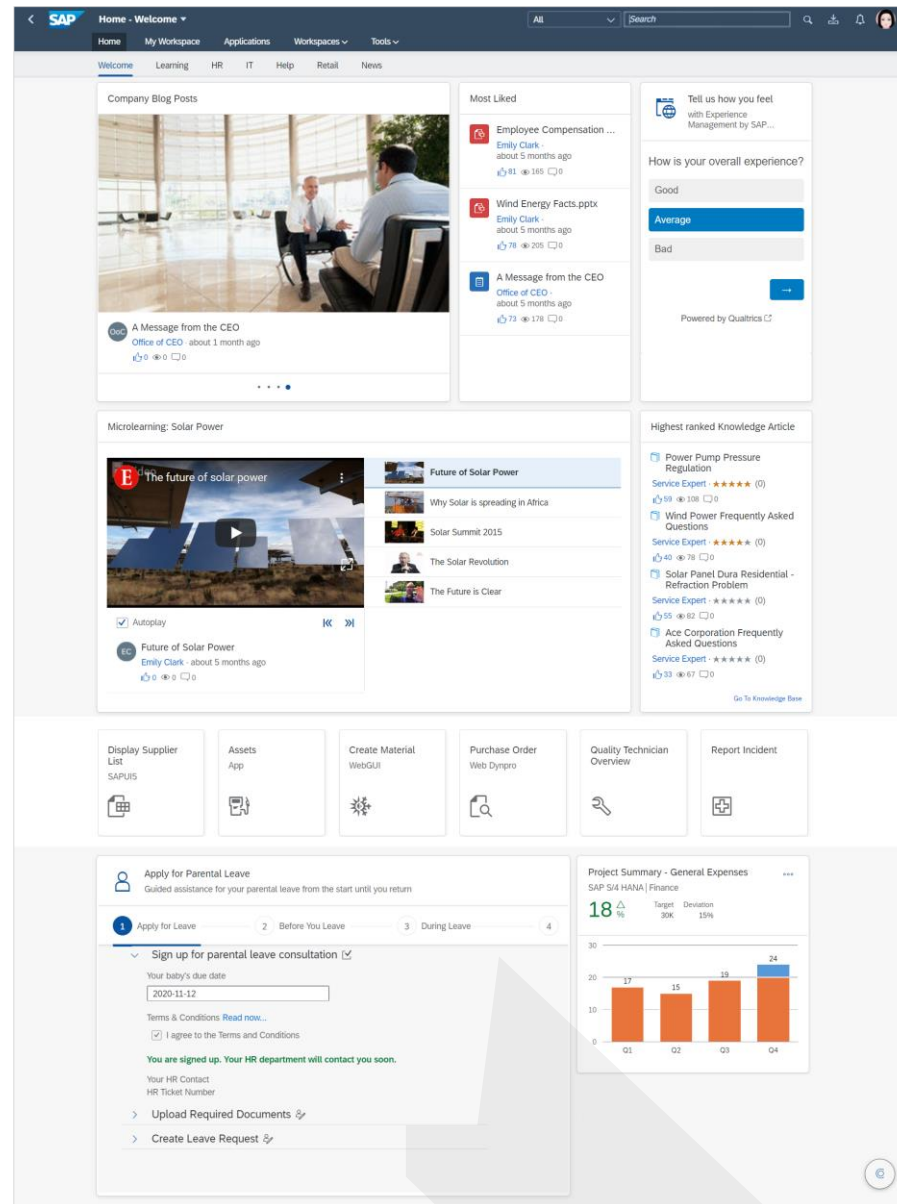 SAP
Home - Welcome
All
Search
Home
My Workspace
Applications
Workspaces
Tools
Welcome
Learning
HR
IT
Help
Retail
News
Company Blog Posts
OoC
A Message from the CEO
Office of CEO · about 1 month ago
0 0 0
Most Liked
Employee Compensation ...
Emily Clark ·
about 5 months ago
81 165 0
Wind Energy Facts.pptx
Emily Clark ·
about 5 months ago
78 205 0
A Message from the CEO
Office of CEO ·
about 5 months ago
73 178 0
Tell us how you feel
with Experience
Management by SAP...
How is your overall experience?
Good
Average
Bad
→
Powered by Qualtrics
Microlearning: Solar Power
E
The future of solar power
Autoplay
EC
Future of Solar Power
Emily Clark · about 5 months ago
0 0 0
Future of Solar Power
Why Solar is spreading in Africa
Solar Summit 2015
The Solar Revolution
The Future is Clear
Highest ranked Knowledge Article
Power Pump Pressure
Regulation
Service Expert · ★★★★★ (0)
59 108 0
Wind Power Frequently Asked
Questions
Service Expert · ★★★★★ (0)
40 78 0
Solar Panel Dura Residential -
Refraction Problem
Service Expert · ★★★★★ (0)
55 82 0
Ace Corporation Frequently
Asked Questions
Service Expert · ★★★★★ (0)
33 67 0
Go To Knowledge Base
Display Supplier
List
SAPUI5
Assets
App
Create Material
WebGUI
Purchase Order
Web Dynpro
Quality Technician
Overview
Report Incident
Apply for Parental Leave
Guided assistance for your parental leave from the start until you return
1 Apply for Leave
2 Before You Leave
3 During Leave
4
Sign up for parental leave consultation
Your baby's due date
2020-11-12
Terms & Conditions Read now...
I agree to the Terms and Conditions
You are signed up. Your HR department will contact you soon.
Your HR Contact
HR Ticket Number
Upload Required Documents
Create Leave Request
Project Summary - General Expenses
SAP S/4 HANA | Finance
18 %
Target Deviation
30K 15%
30
20
10
0
17
15
19
24
Q1 Q2 Q3 Q4